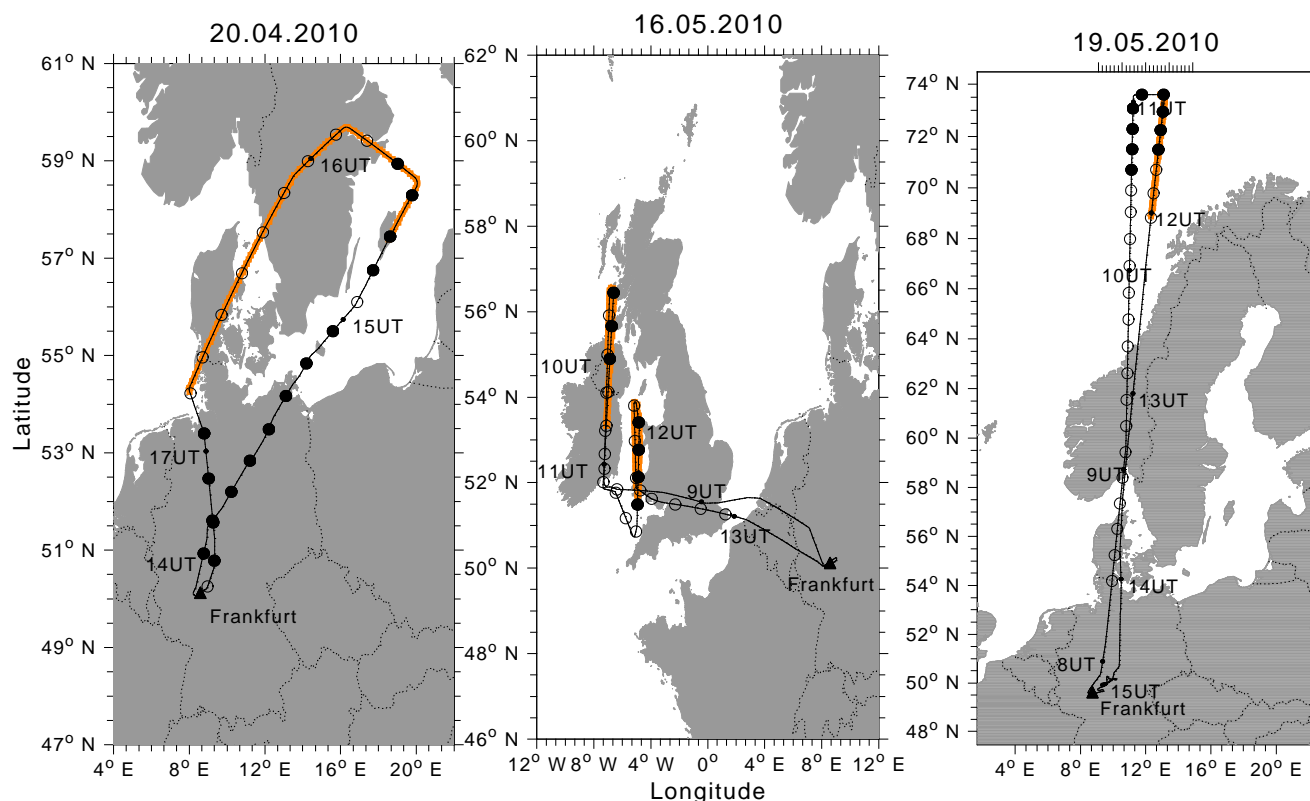 20.04.2010
16.05.2010
19.05.2010
Latitude
61° N
59° N
57° N
55° N
53° N
51° N
49° N
47° N
4° E
8° E
12° E
16° E
20° E
16UT
15UT
17UT
14UT
Frankfurt
62° N
60° N
58° N
56° N
54° N
52° N
50° N
48° N
46° N
12° W
8° W
4° W
0° E
4° E
8° E
12° E
10UT
12UT
11UT
9UT
13UT
Frankfurt
Longitude
74° N
72° N
70° N
68° N
66° N
64° N
62° N
60° N
58° N
56° N
54° N
52° N
50° N
48° N
4° E
8° E
12° E
16° E
20° E
11UT
12UT
10UT
13UT
9UT
14UT
8UT
15UT
Frankfurt